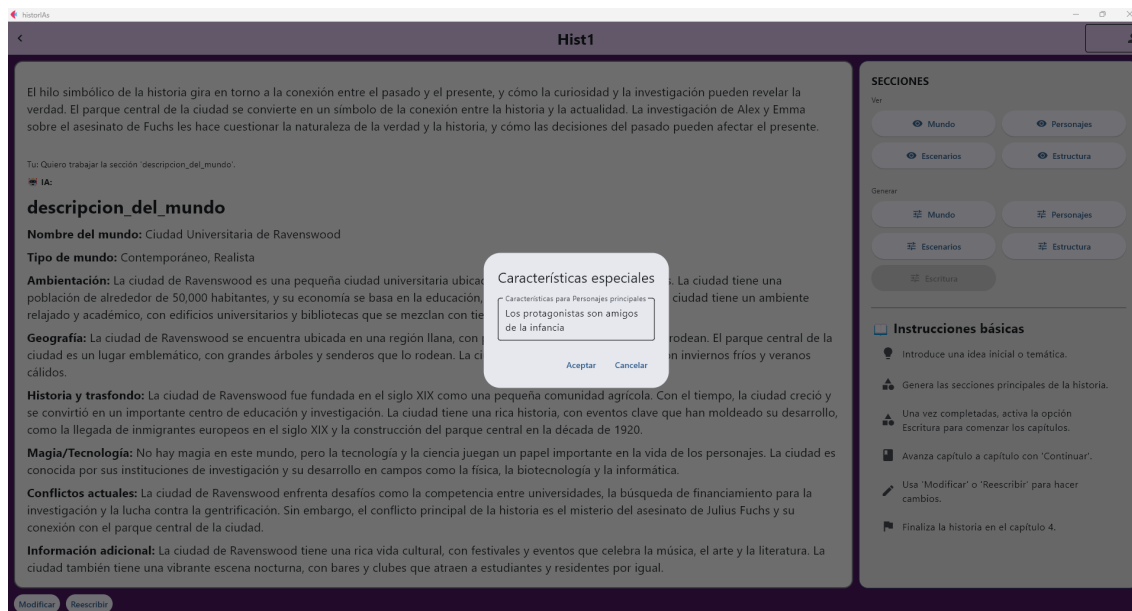 historIAs
Hist1
El hilo simbólico de la historia gira en torno a la conexión entre el pasado y el presente, y cómo la curiosidad y la investigación pueden revelar la
verdad. El parque central de la ciudad se convierte en un símbolo de la conexión entre la historia y la actualidad. La investigación de Alex y Emma
sobre el asesinato de Fuchs les hace cuestionar la naturaleza de la verdad y la historia, y cómo las decisiones del pasado pueden afectar el presente.
Tu: Quiero trabajar la sección 'descripcion_del_mundo'.
IA:
descripcion_del_mundo
Nombre del mundo: Ciudad Universitaria de Ravenswood
Tipo de mundo: Contemporáneo, Realista
Ambientación: La ciudad de Ravenswood es una pequeña ciudad universitaria ubicad s. La ciudad tiene una
población de alrededor de 50,000 habitantes, y su economía se basa en la educación, ciudad tiene un ambiente
relajado y académico, con edificios universitarios y bibliotecas que se mezclan con tie
Geografía: La ciudad de Ravenswood se encuentra ubicada en una región llana, con rodean. El parque central de la
ciudad es un lugar emblemático, con grandes árboles y senderos que lo rodean. La ci n inviernos fríos y veranos
cálidos.
Historia y trasfondo: La ciudad de Ravenswood fue fundada en el siglo XIX como una pequeña comunidad agrícola. Con el tiempo, la ciudad creció y
se convirtió en un importante centro de educación y investigación. La ciudad tiene una rica historia, con eventos clave que han moldeado su desarrollo,
como la llegada de inmigrantes europeos en el siglo XIX y la construcción del parque central en la década de 1920.
Magia/Tecnología: No hay magia en este mundo, pero la tecnología y la ciencia juegan un papel importante en la vida de los personajes. La ciudad es
conocida por sus instituciones de investigación y su desarrollo en campos como la física, la biotecnología y la informática.
Conflictos actuales: La ciudad de Ravenswood enfrenta desafíos como la competencia entre universidades, la búsqueda de financiamiento para la
investigación y la lucha contra la gentrificación. Sin embargo, el conflicto principal de la historia es el misterio del asesinato de Julius Fuchs y su
conexión con el parque central de la ciudad.
Información adicional: La ciudad de Ravenswood tiene una rica vida cultural, con festivales y eventos que celebra la música, el arte y la literatura. La
ciudad también tiene una vibrante escena nocturna, con bares y clubes que atraen a estudiantes y residentes por igual.
Modificar Reescribir
Características especiales
Características para Personajes principales
Los protagonistas son amigos
de la infancia
Aceptar Cancelar
SECCIONES
Ver
Mundo Personajes
Escenarios Estructura
Generar
Mundo Personajes
Escenarios Estructura
Escritura
Instrucciones básicas
Introduce una idea inicial o temática.
Genera las secciones principales de la historia.
Una vez completadas, activa la opción
Escritura para comenzar los capítulos.
Avanza capítulo a capítulo con 'Continuar'.
Usa 'Modificar' o 'Reescribir' para hacer
cambios.
Finaliza la historia en el capítulo 4.